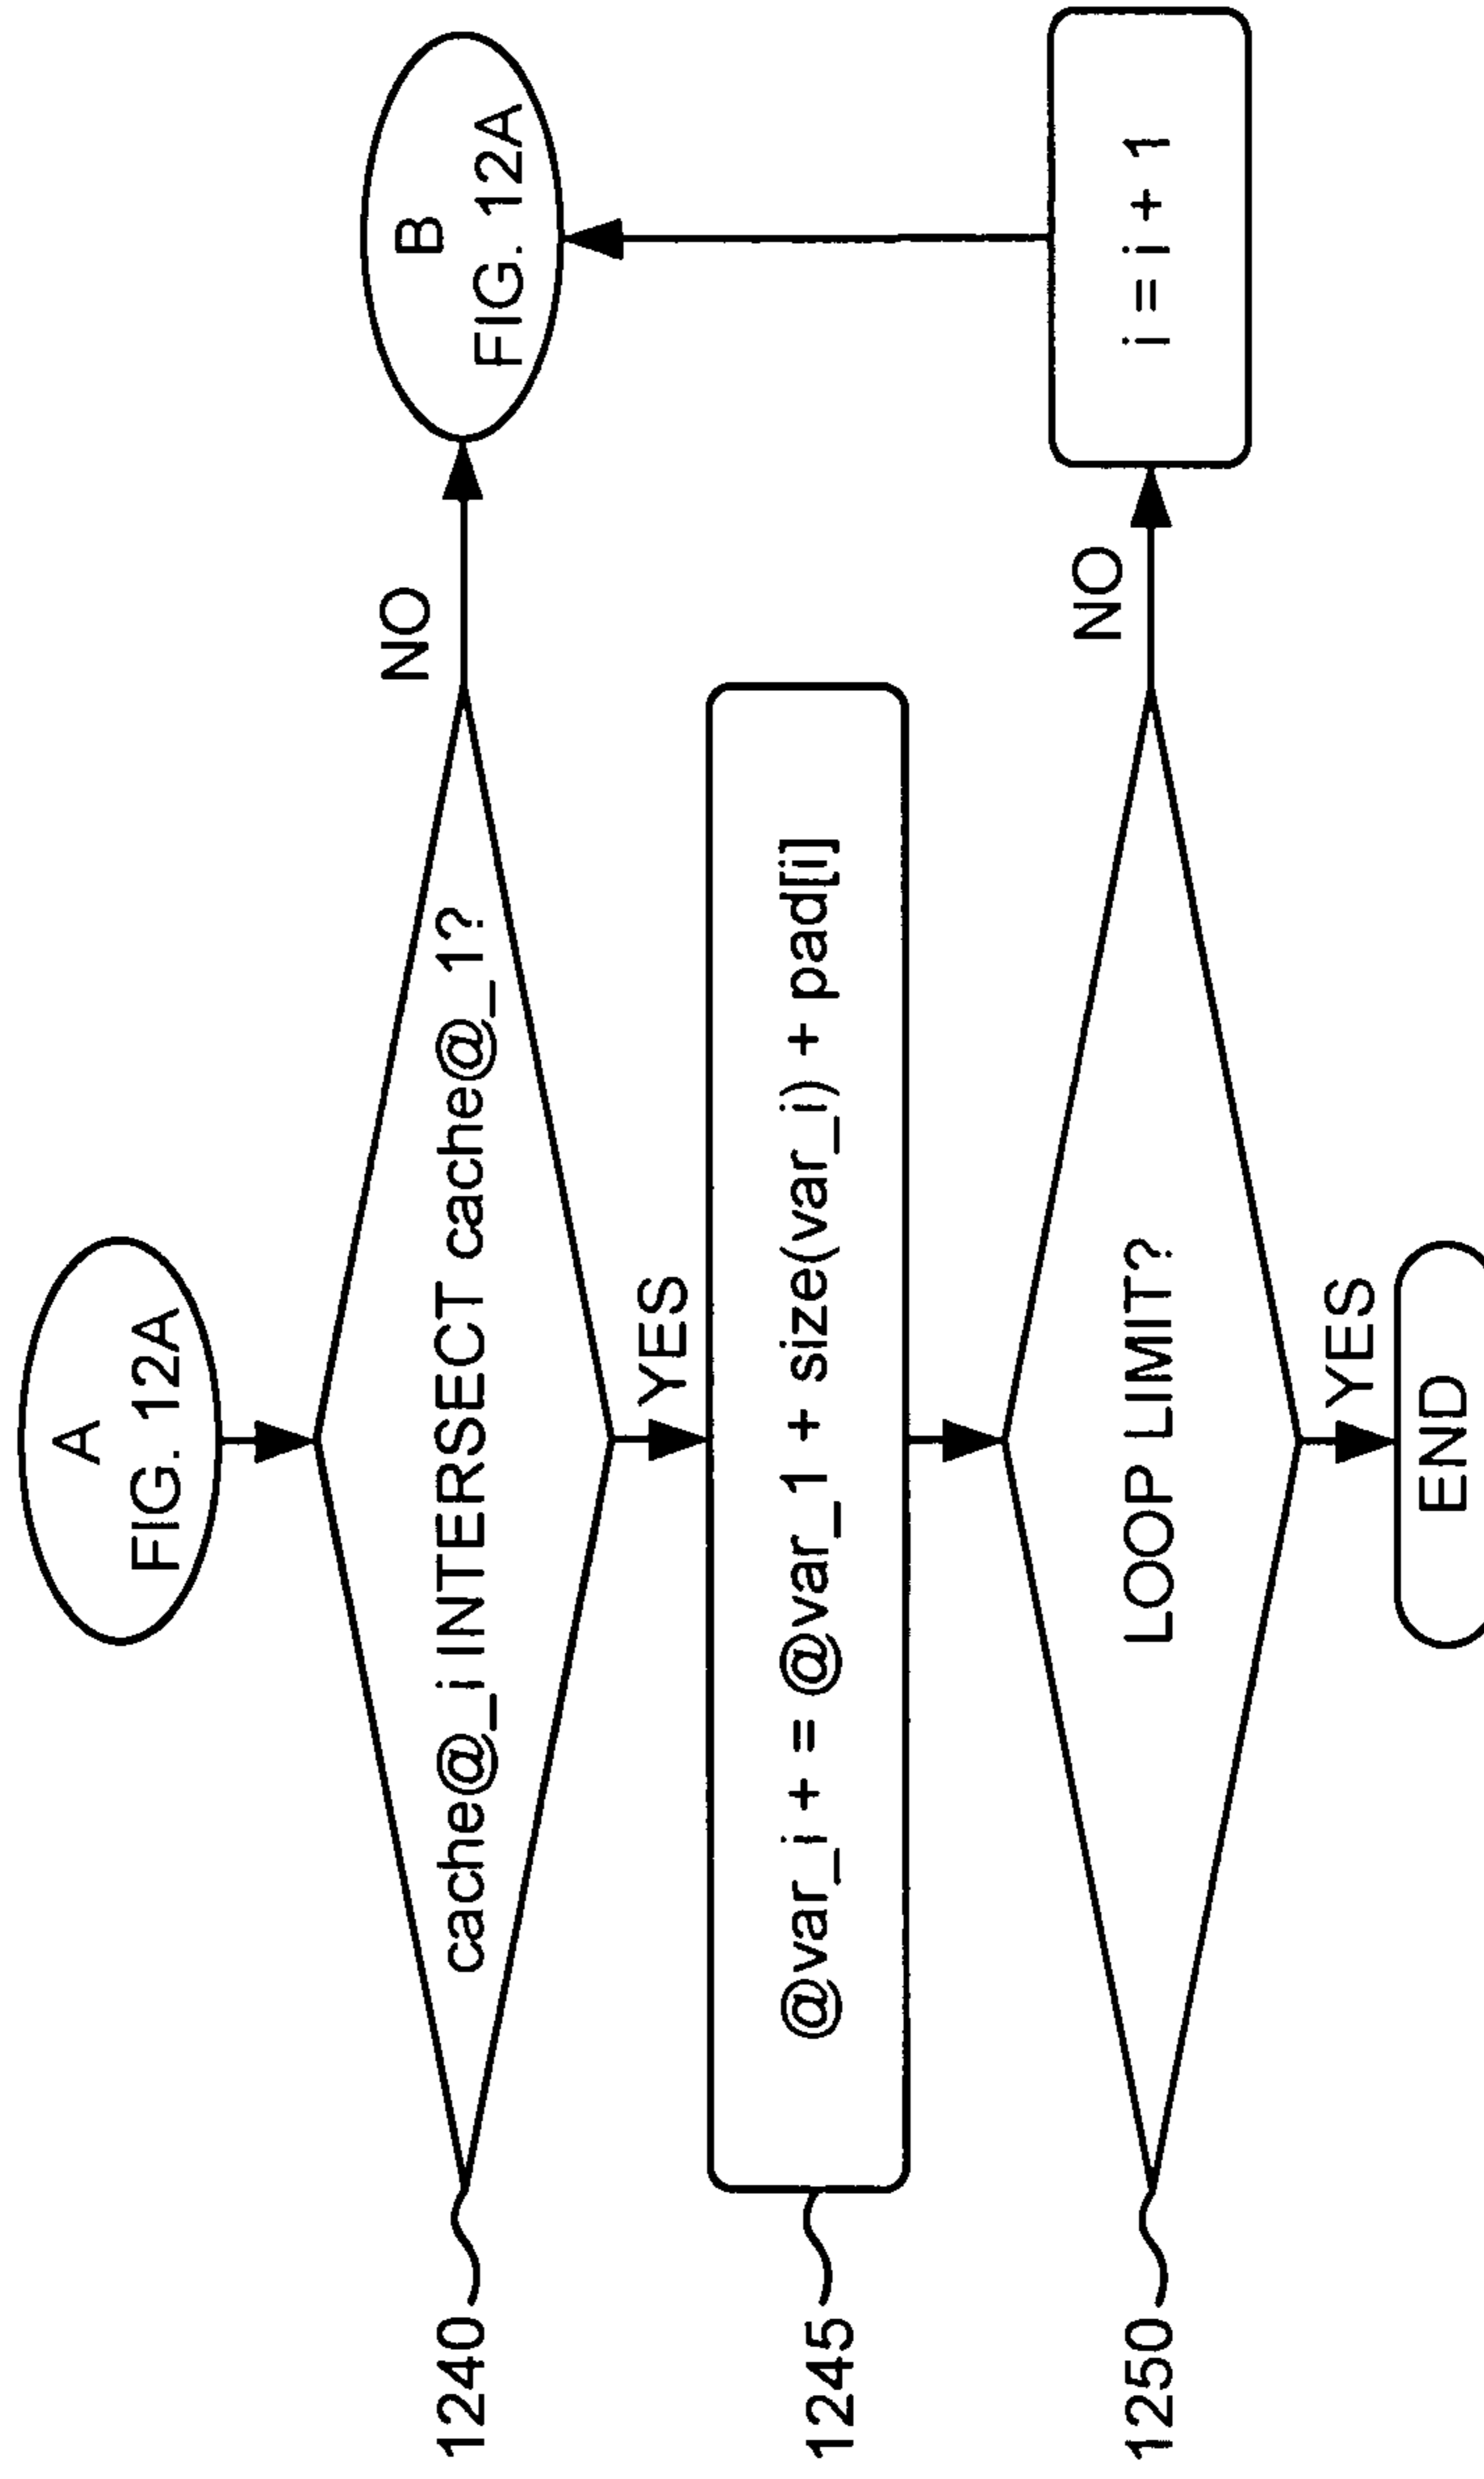 A
FIG. 12A
1240
cache@_i INTERSECT cache@_1?
NO
B
FIG. 12A
YES
1245
@var_i + = @var_1 + size(var_i) + pad[i]
1250
LOOP LIMIT?
NO
i = i + 1
YES
END